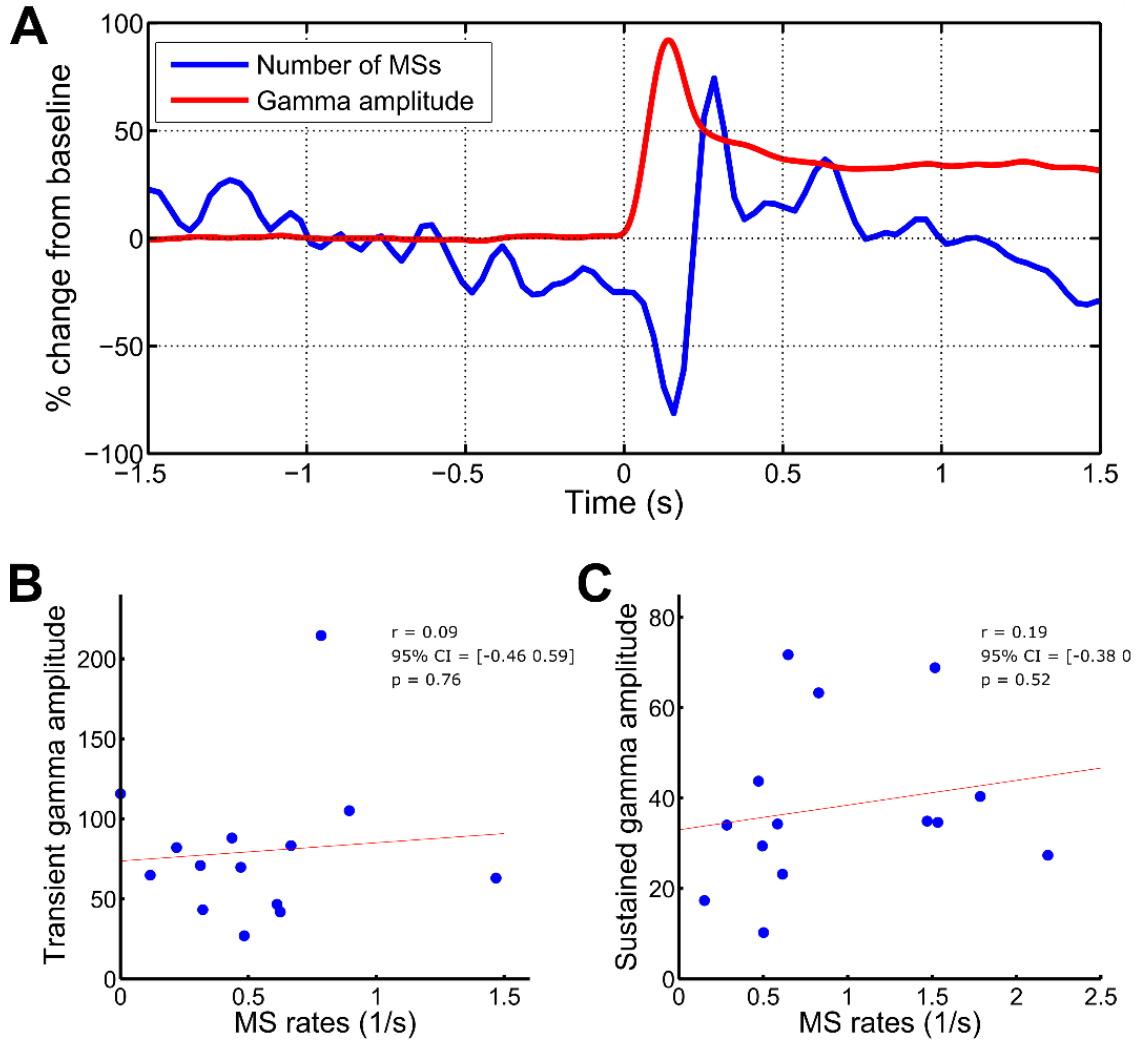 A
% change from baseline
100
50
0
−50
−100
Number of MSs
Gamma amplitude
−1.5
−1
−0.5
0
0.5
1
1.5
Time (s)
B
Transient gamma amplitude
200
150
100
50
0
r = 0.09
95% CI = [-0.46 0.59]
p = 0.76
0
0.5
1
1.5
MS rates (1/s)
C
Sustained gamma amplitude
80
60
40
20
0
r = 0.19
95% CI = [-0.38 0
p = 0.52
0
0.5
1
1.5
2
2.5
MS rates (1/s)